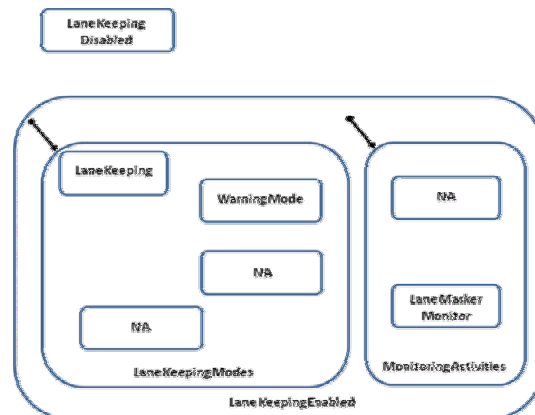 LaneKeeping
Disabled
LaneKeeping
WarningMode
NA
NA
LaneKeepingModes
NA
LaneMarker
Monitor
MonitoringActivities
LaneKeepingEnabled